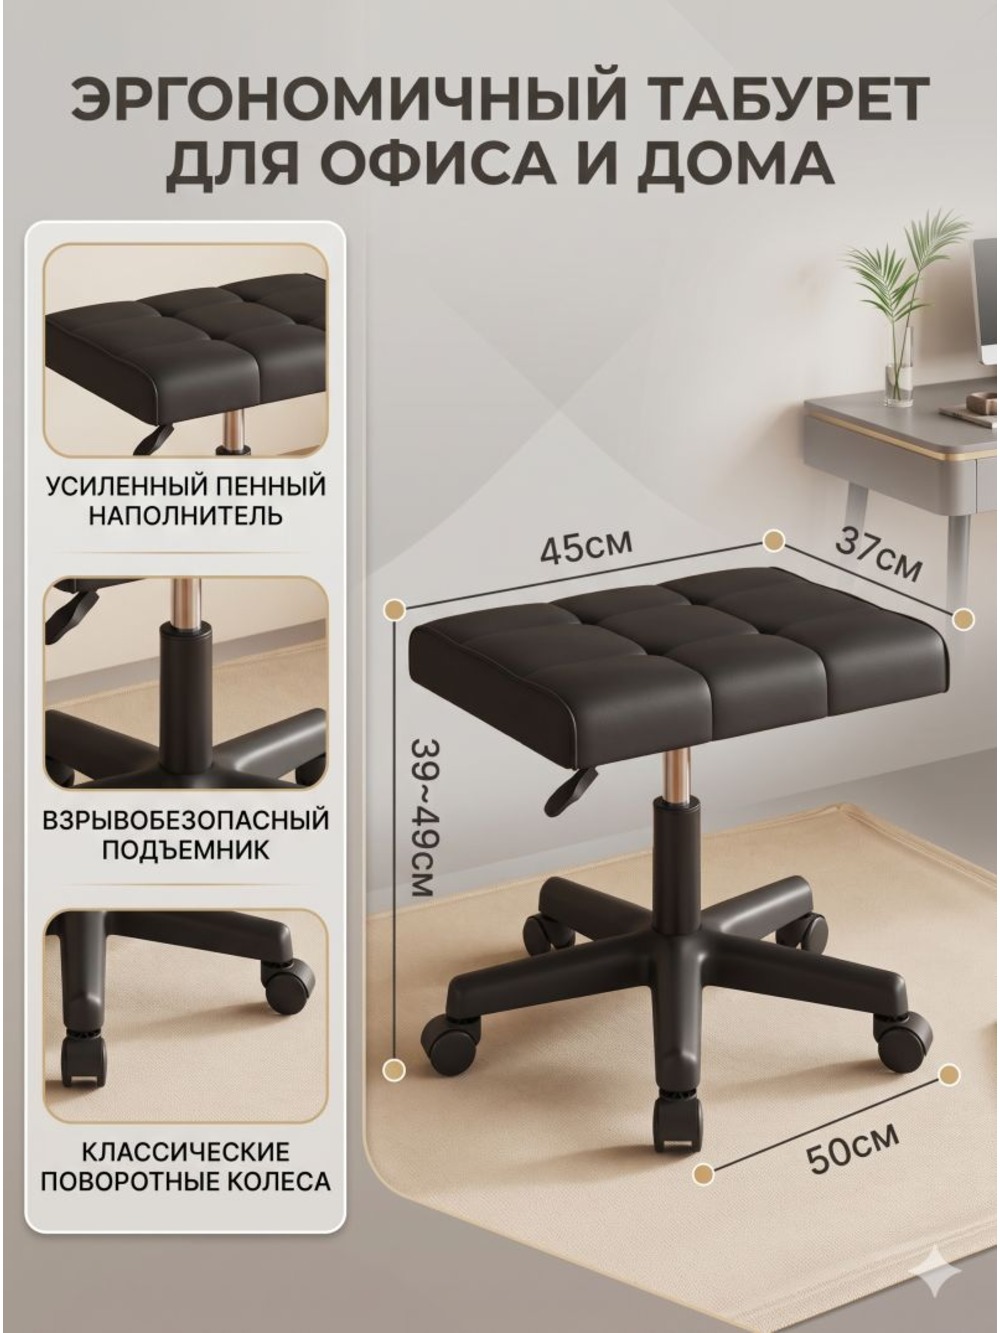 ЭРГОНОМИЧНЫЙ ТАБУРЕТ
ДЛЯ ОФИСА И ДОМА
УСИЛЕННЫЙ ПЕННЫЙ
НАПОЛНИТЕЛЬ
ВЗРЫВОБЕЗОПАСНЫЙ
ПОДЪЕМНИК
КЛАССИЧЕСКИЕ
ПОВОРОТНЫЕ КОЛЕСА
45см
37см
39~49см
50см